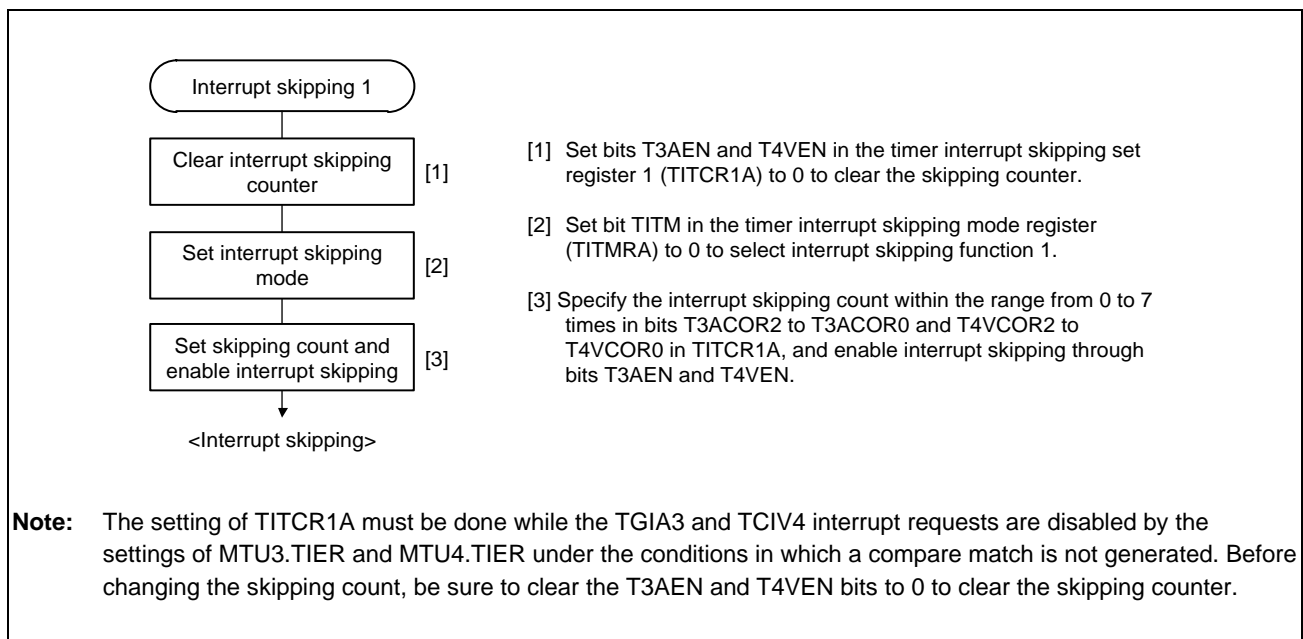 Interrupt skipping 1
Clear interrupt skipping
counter
[1]
Set interrupt skipping
mode
[2]
Set skipping count and
enable interrupt skipping
[3]
<Interrupt skipping>
[1] Set bits T3AEN and T4VEN in the timer interrupt skipping set
register 1 (TITCR1A) to 0 to clear the skipping counter.
[2] Set bit TITM in the timer interrupt skipping mode register
(TITMRA) to 0 to select interrupt skipping function 1.
[3] Specify the interrupt skipping count within the range from 0 to 7
times in bits T3ACOR2 to T3ACOR0 and T4VCOR2 to
T4VCOR0 in TITCR1A, and enable interrupt skipping through
bits T3AEN and T4VEN.
Note: The setting of TITCR1A must be done while the TGIA3 and TCIV4 interrupt requests are disabled by the
settings of MTU3.TIER and MTU4.TIER under the conditions in which a compare match is not generated. Before
changing the skipping count, be sure to clear the T3AEN and T4VEN bits to 0 to clear the skipping counter.